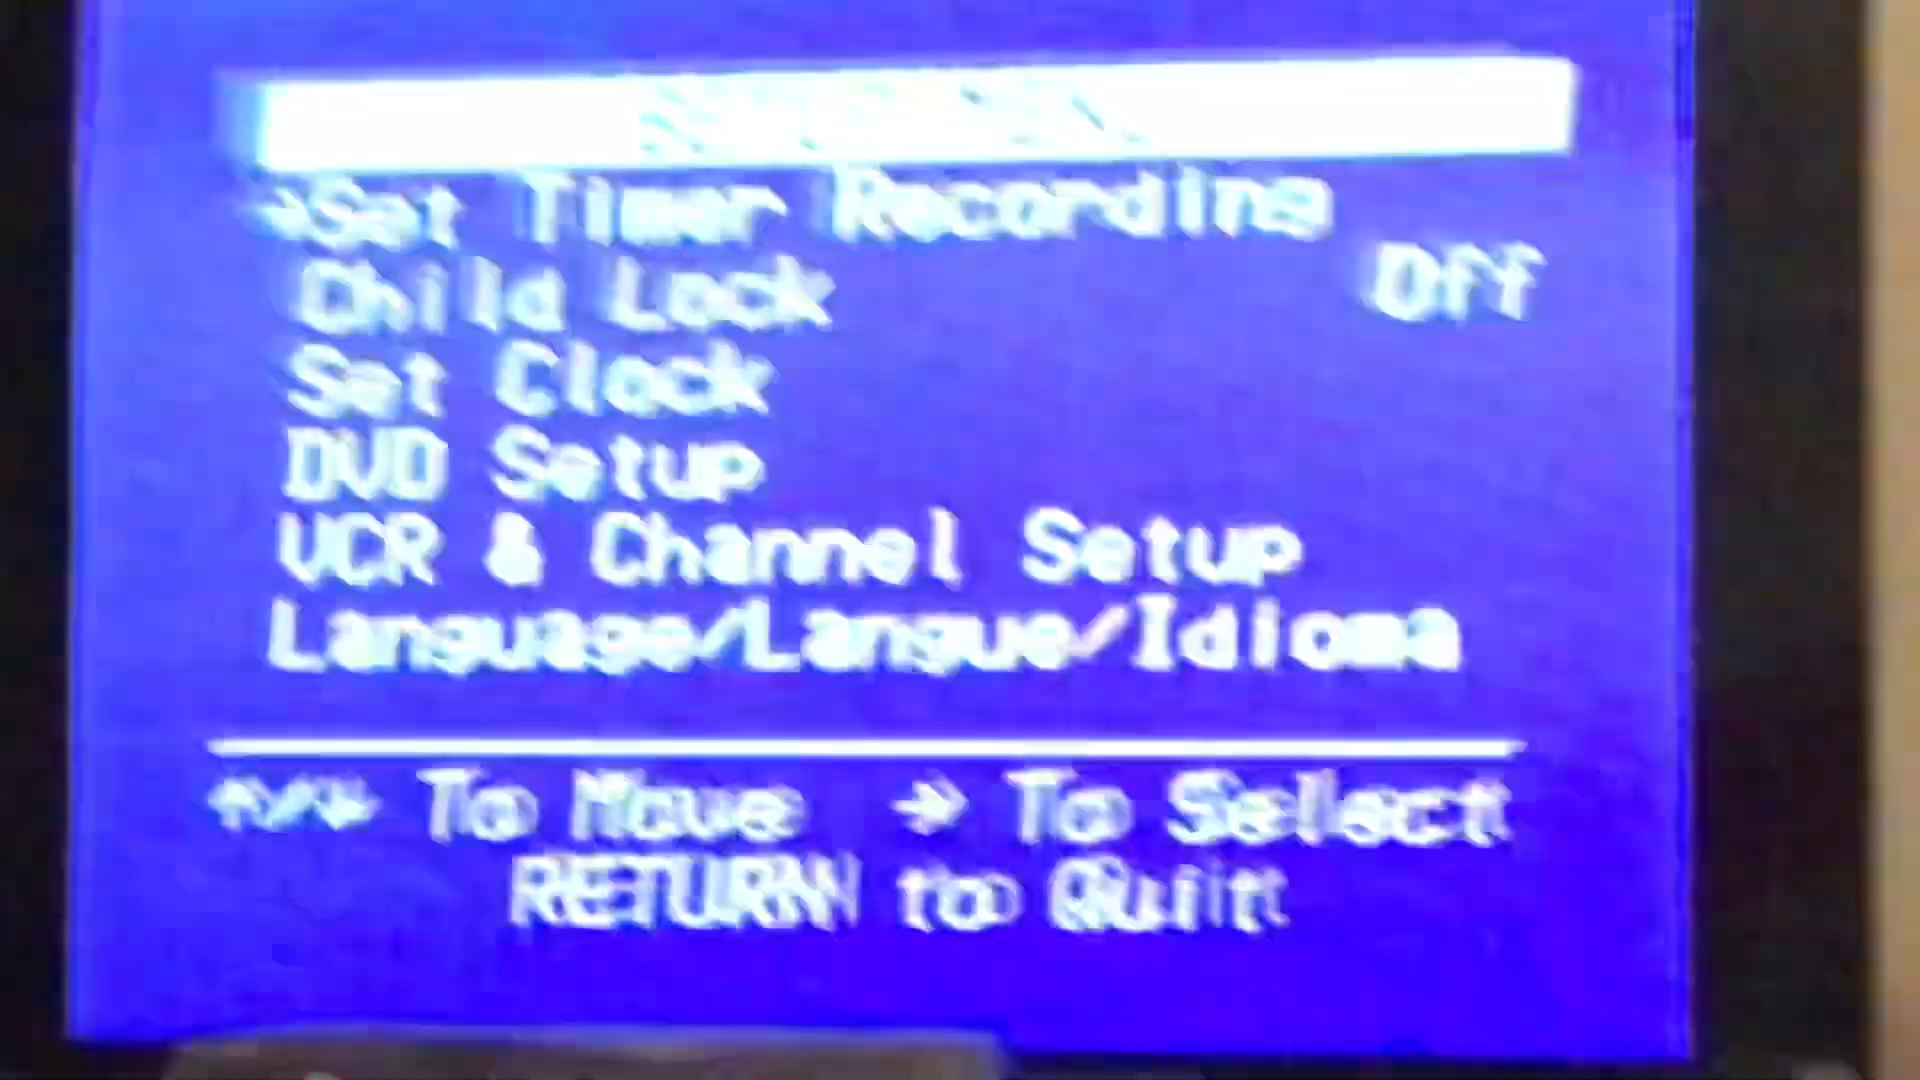 →Set Timer Recording
Child Lock Off
Set Clock
DVD Setup
VCR & Channel Setup
Language/Langue/Idioma
↑/↓ To Move → To Select
RETURN to Quit